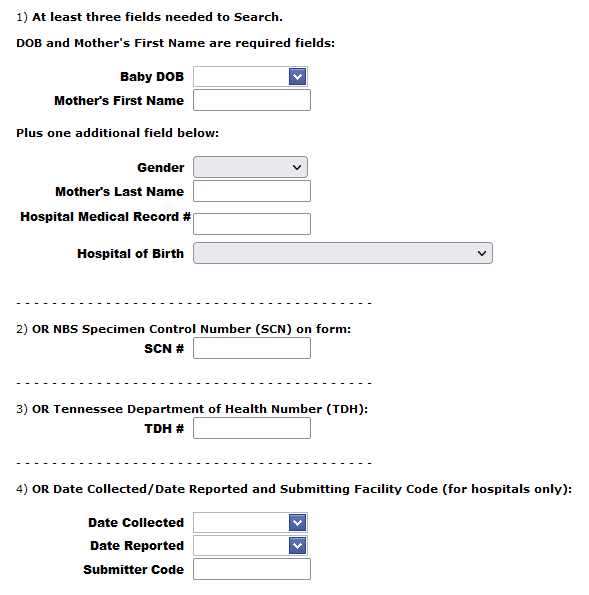 1) At least three fields needed to Search.
DOB and Mother's First Name are required fields:
Baby DOB
Mother's First Name
Plus one additional field below:
Gender
Mother's Last Name
Hospital Medical Record #
Hospital of Birth
- - - - - - - - - - - - - - - - - - - - - - - - - - - - - - - - - - - - - - - -
2) OR NBS Specimen Control Number (SCN) on form:
SCN #
- - - - - - - - - - - - - - - - - - - - - - - - - - - - - - - - - - - - - - - -
3) OR Tennessee Department of Health Number (TDH):
TDH #
- - - - - - - - - - - - - - - - - - - - - - - - - - - - - - - - - - - - - - - -
4) OR Date Collected/Date Reported and Submitting Facility Code (for hospitals only):
Date Collected
Date Reported
Submitter Code